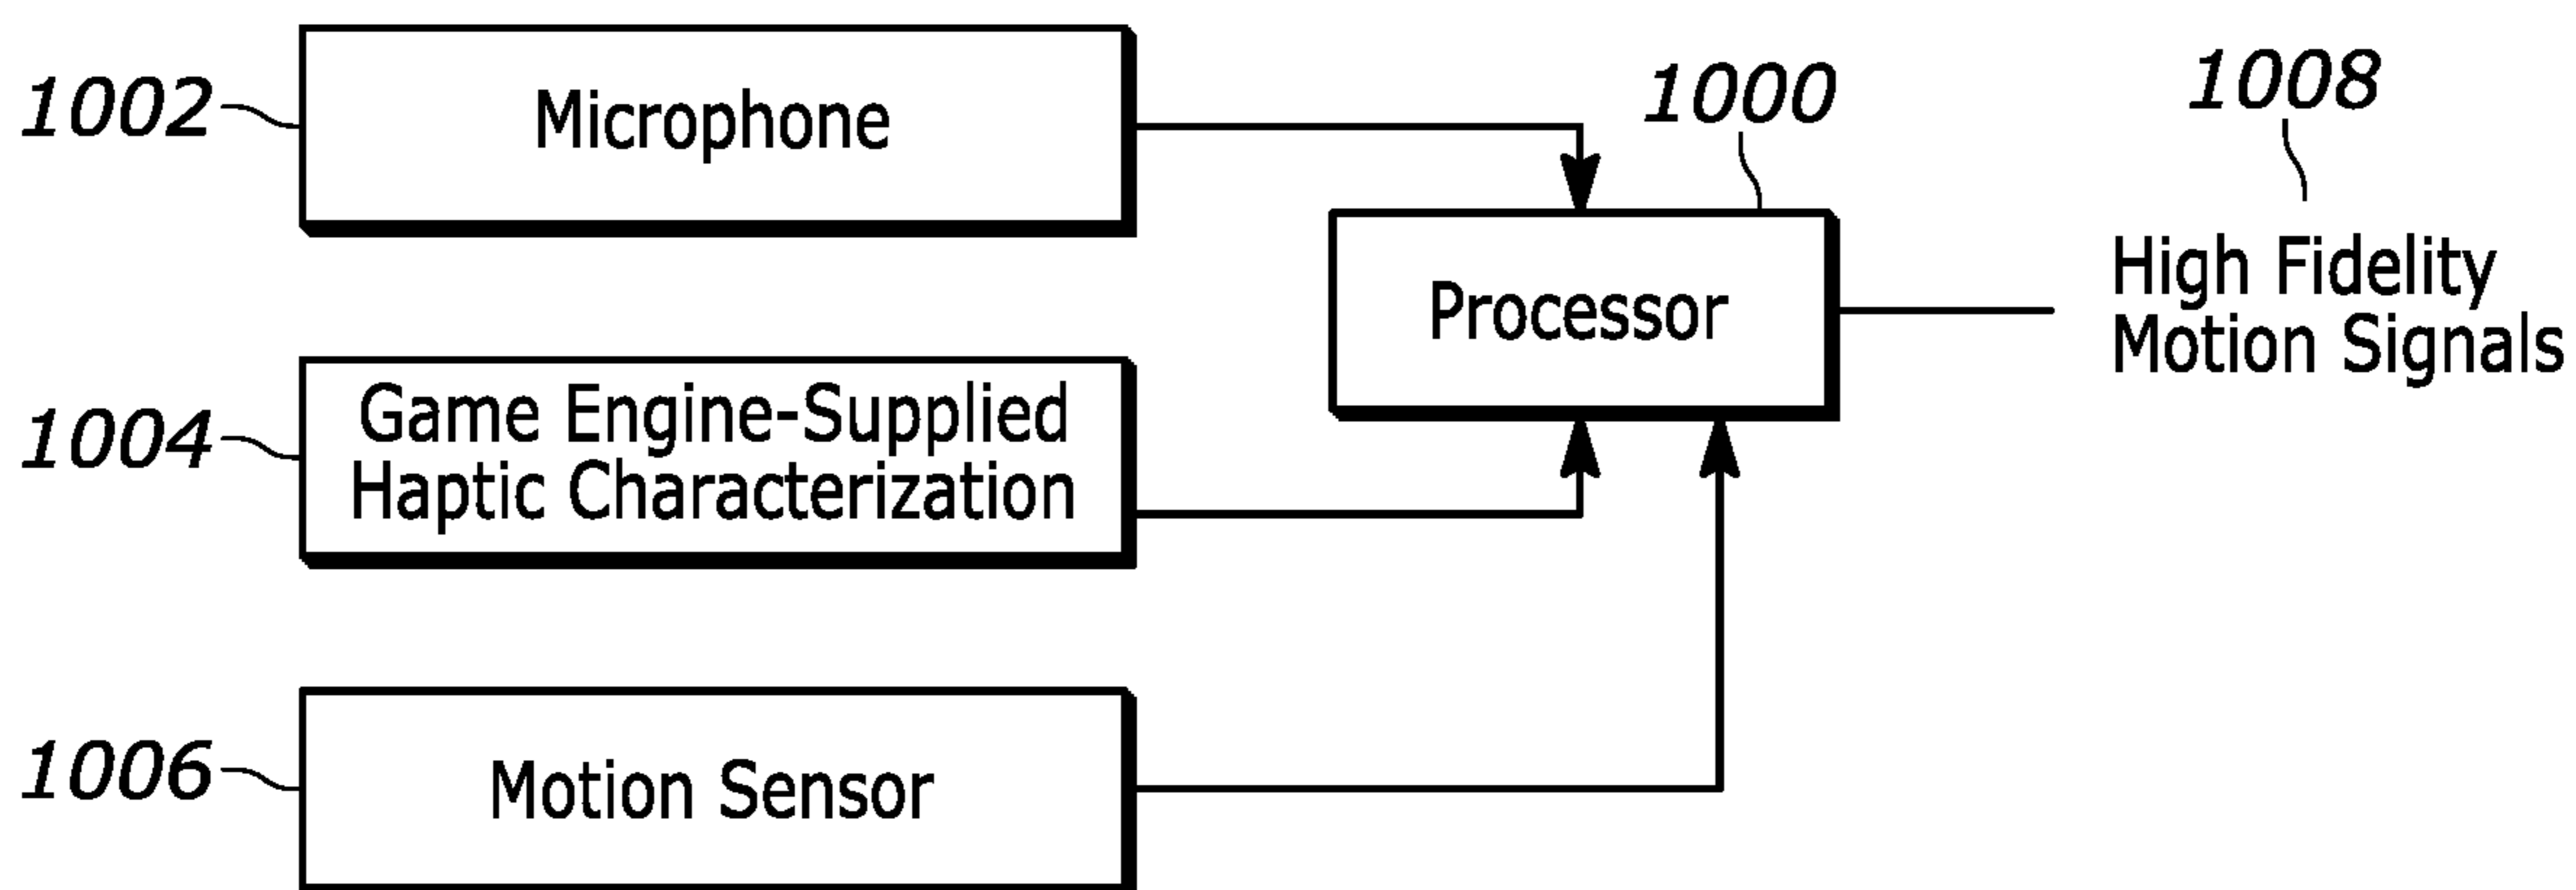 1002
Microphone
1000
1008
Processor
High Fidelity
Motion Signals
1004
Game Engine-Supplied
Haptic Characterization
1006
Motion Sensor